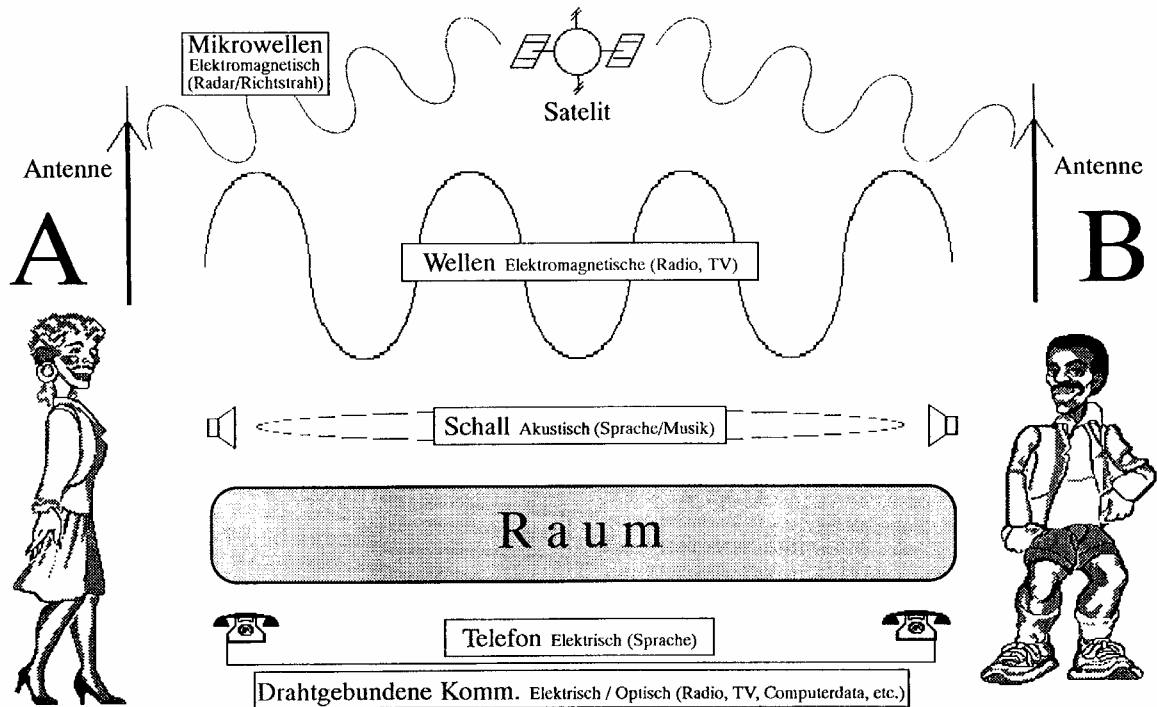 Mikrowellen
Elektromagnetisch
(Radar/Richtstrahl)
Satelit
Antenne
Antenne
A
B
Wellen Elektromagnetische (Radio, TV)
Schall Akustisch (Sprache/Musik)
Raum
Telefon Elektrisch (Sprache)
Drahtgebundene Komm. Elektrisch / Optisch (Radio, TV, Computerdata, etc.)